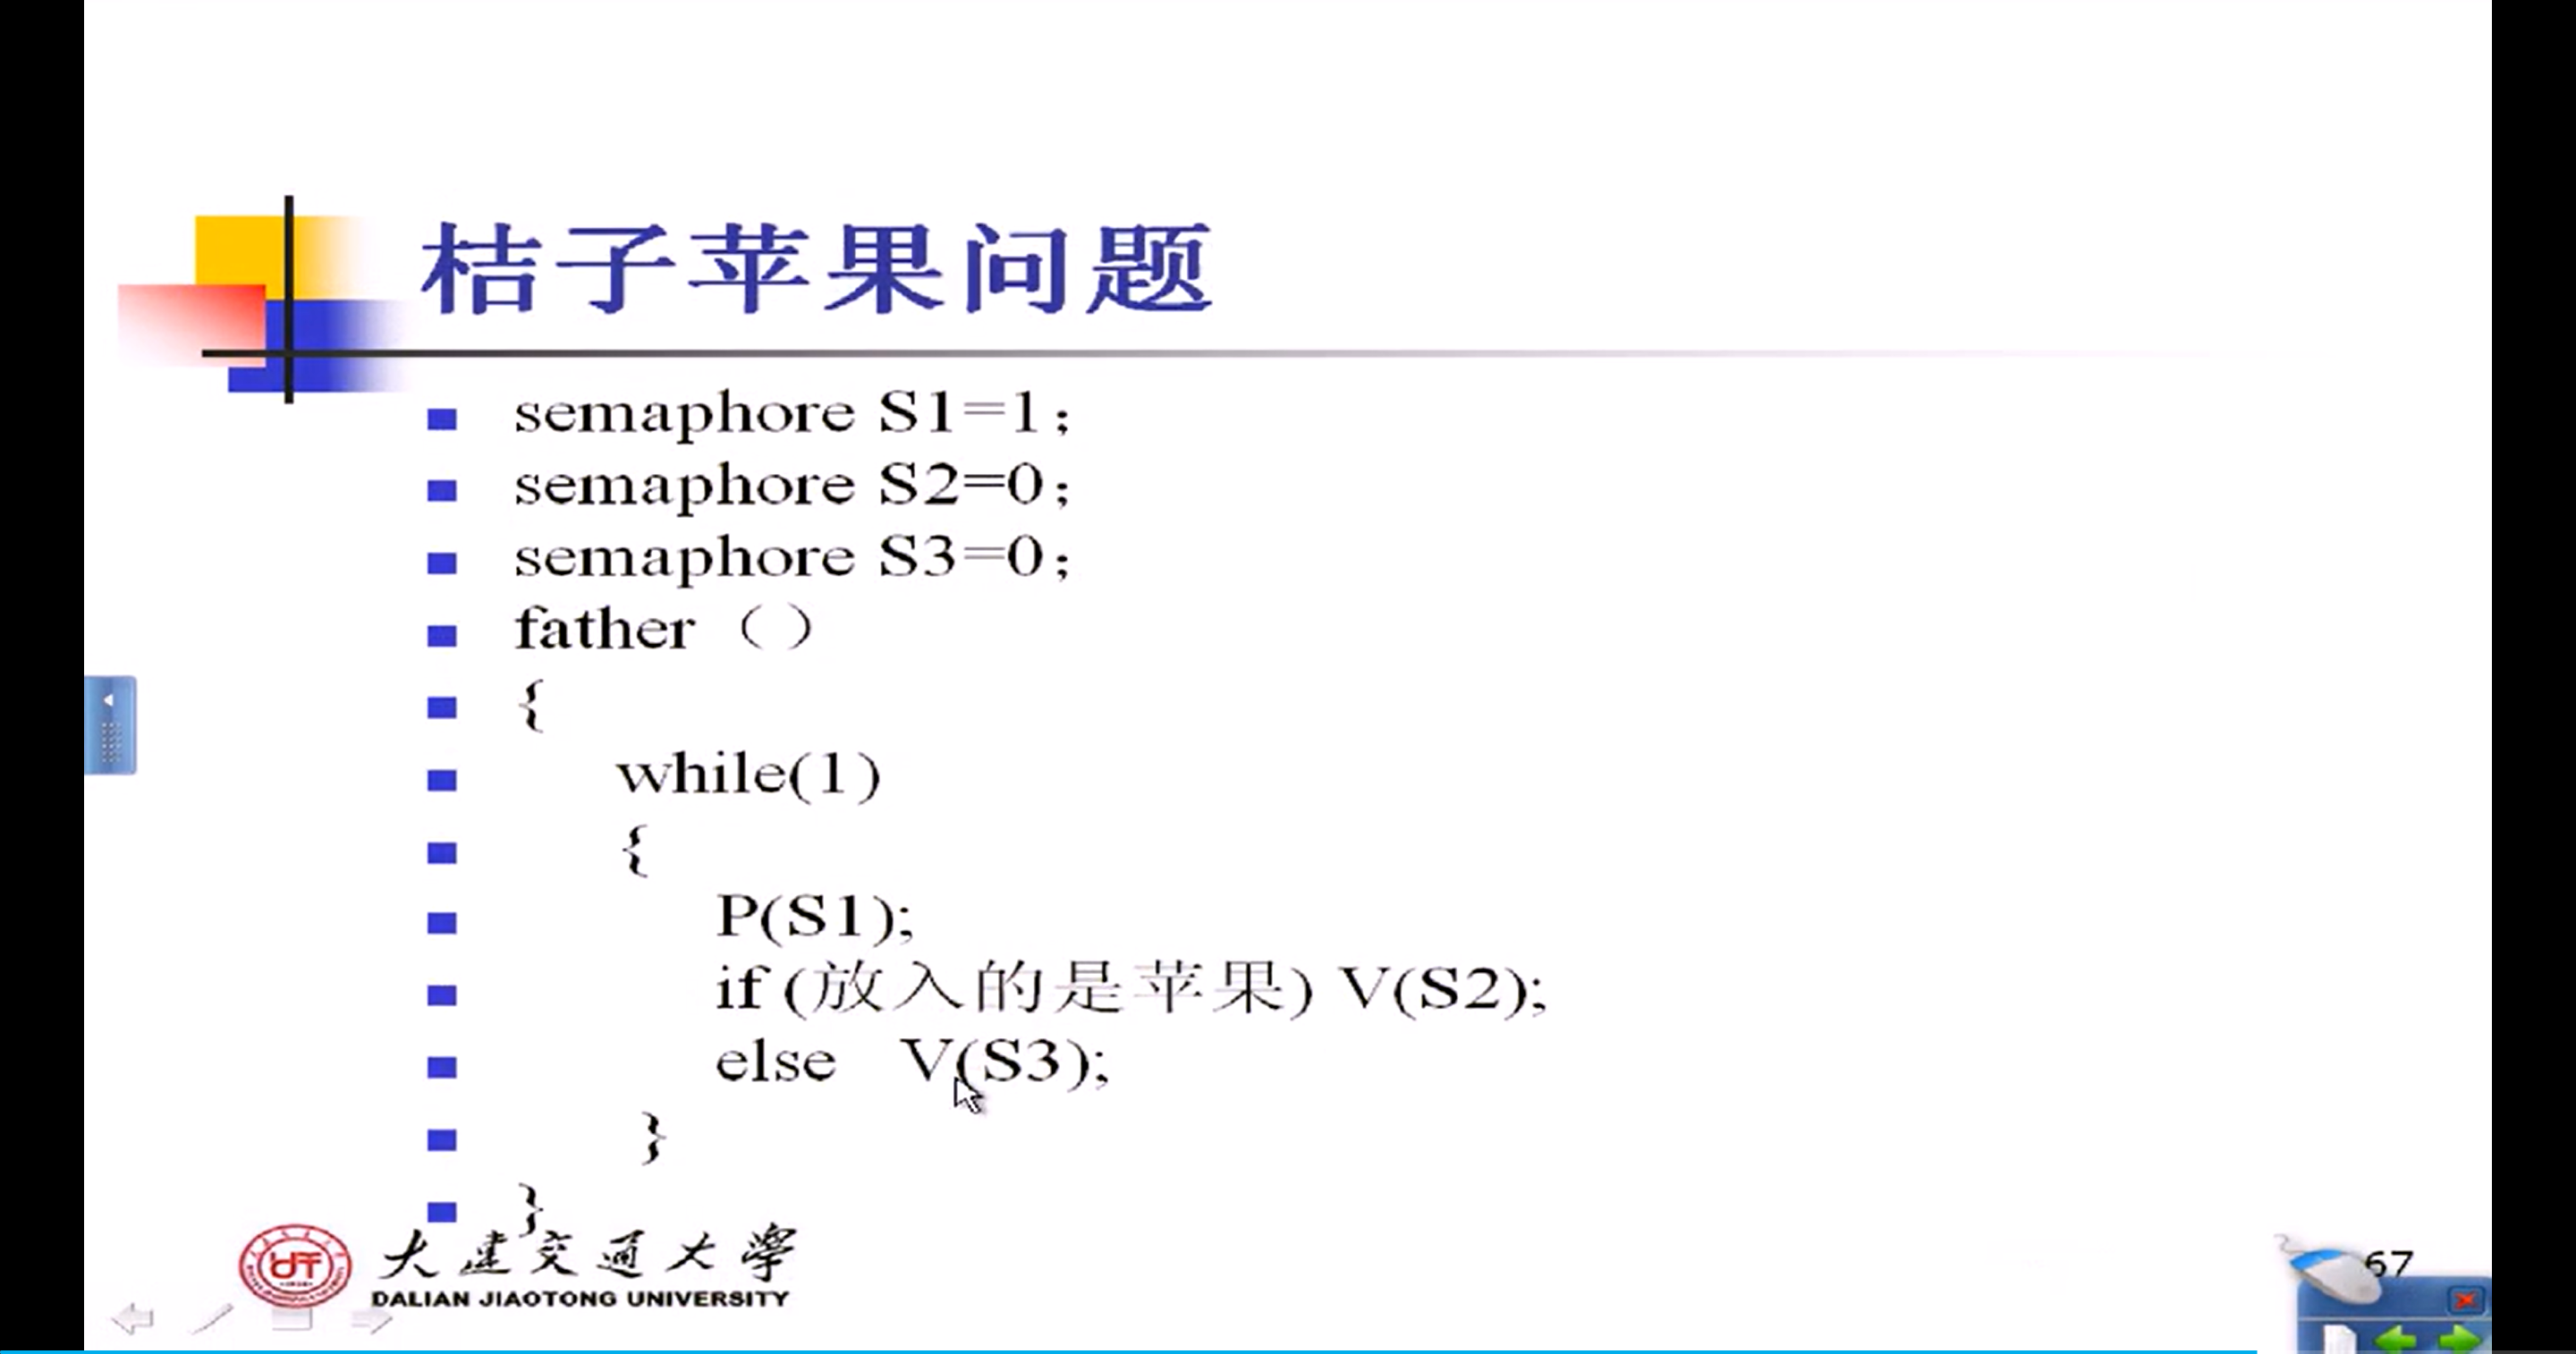 桔子苹果问题
semaphore S1=1；
semaphore S2=0；
semaphore S3=0；
father （）
{
while(1)
{
P(S1);
if (放入的是苹果) V(S2);
else V(S3);
}
}
大连交通大学
DALIAN JIAOTONG UNIVERSITY
67